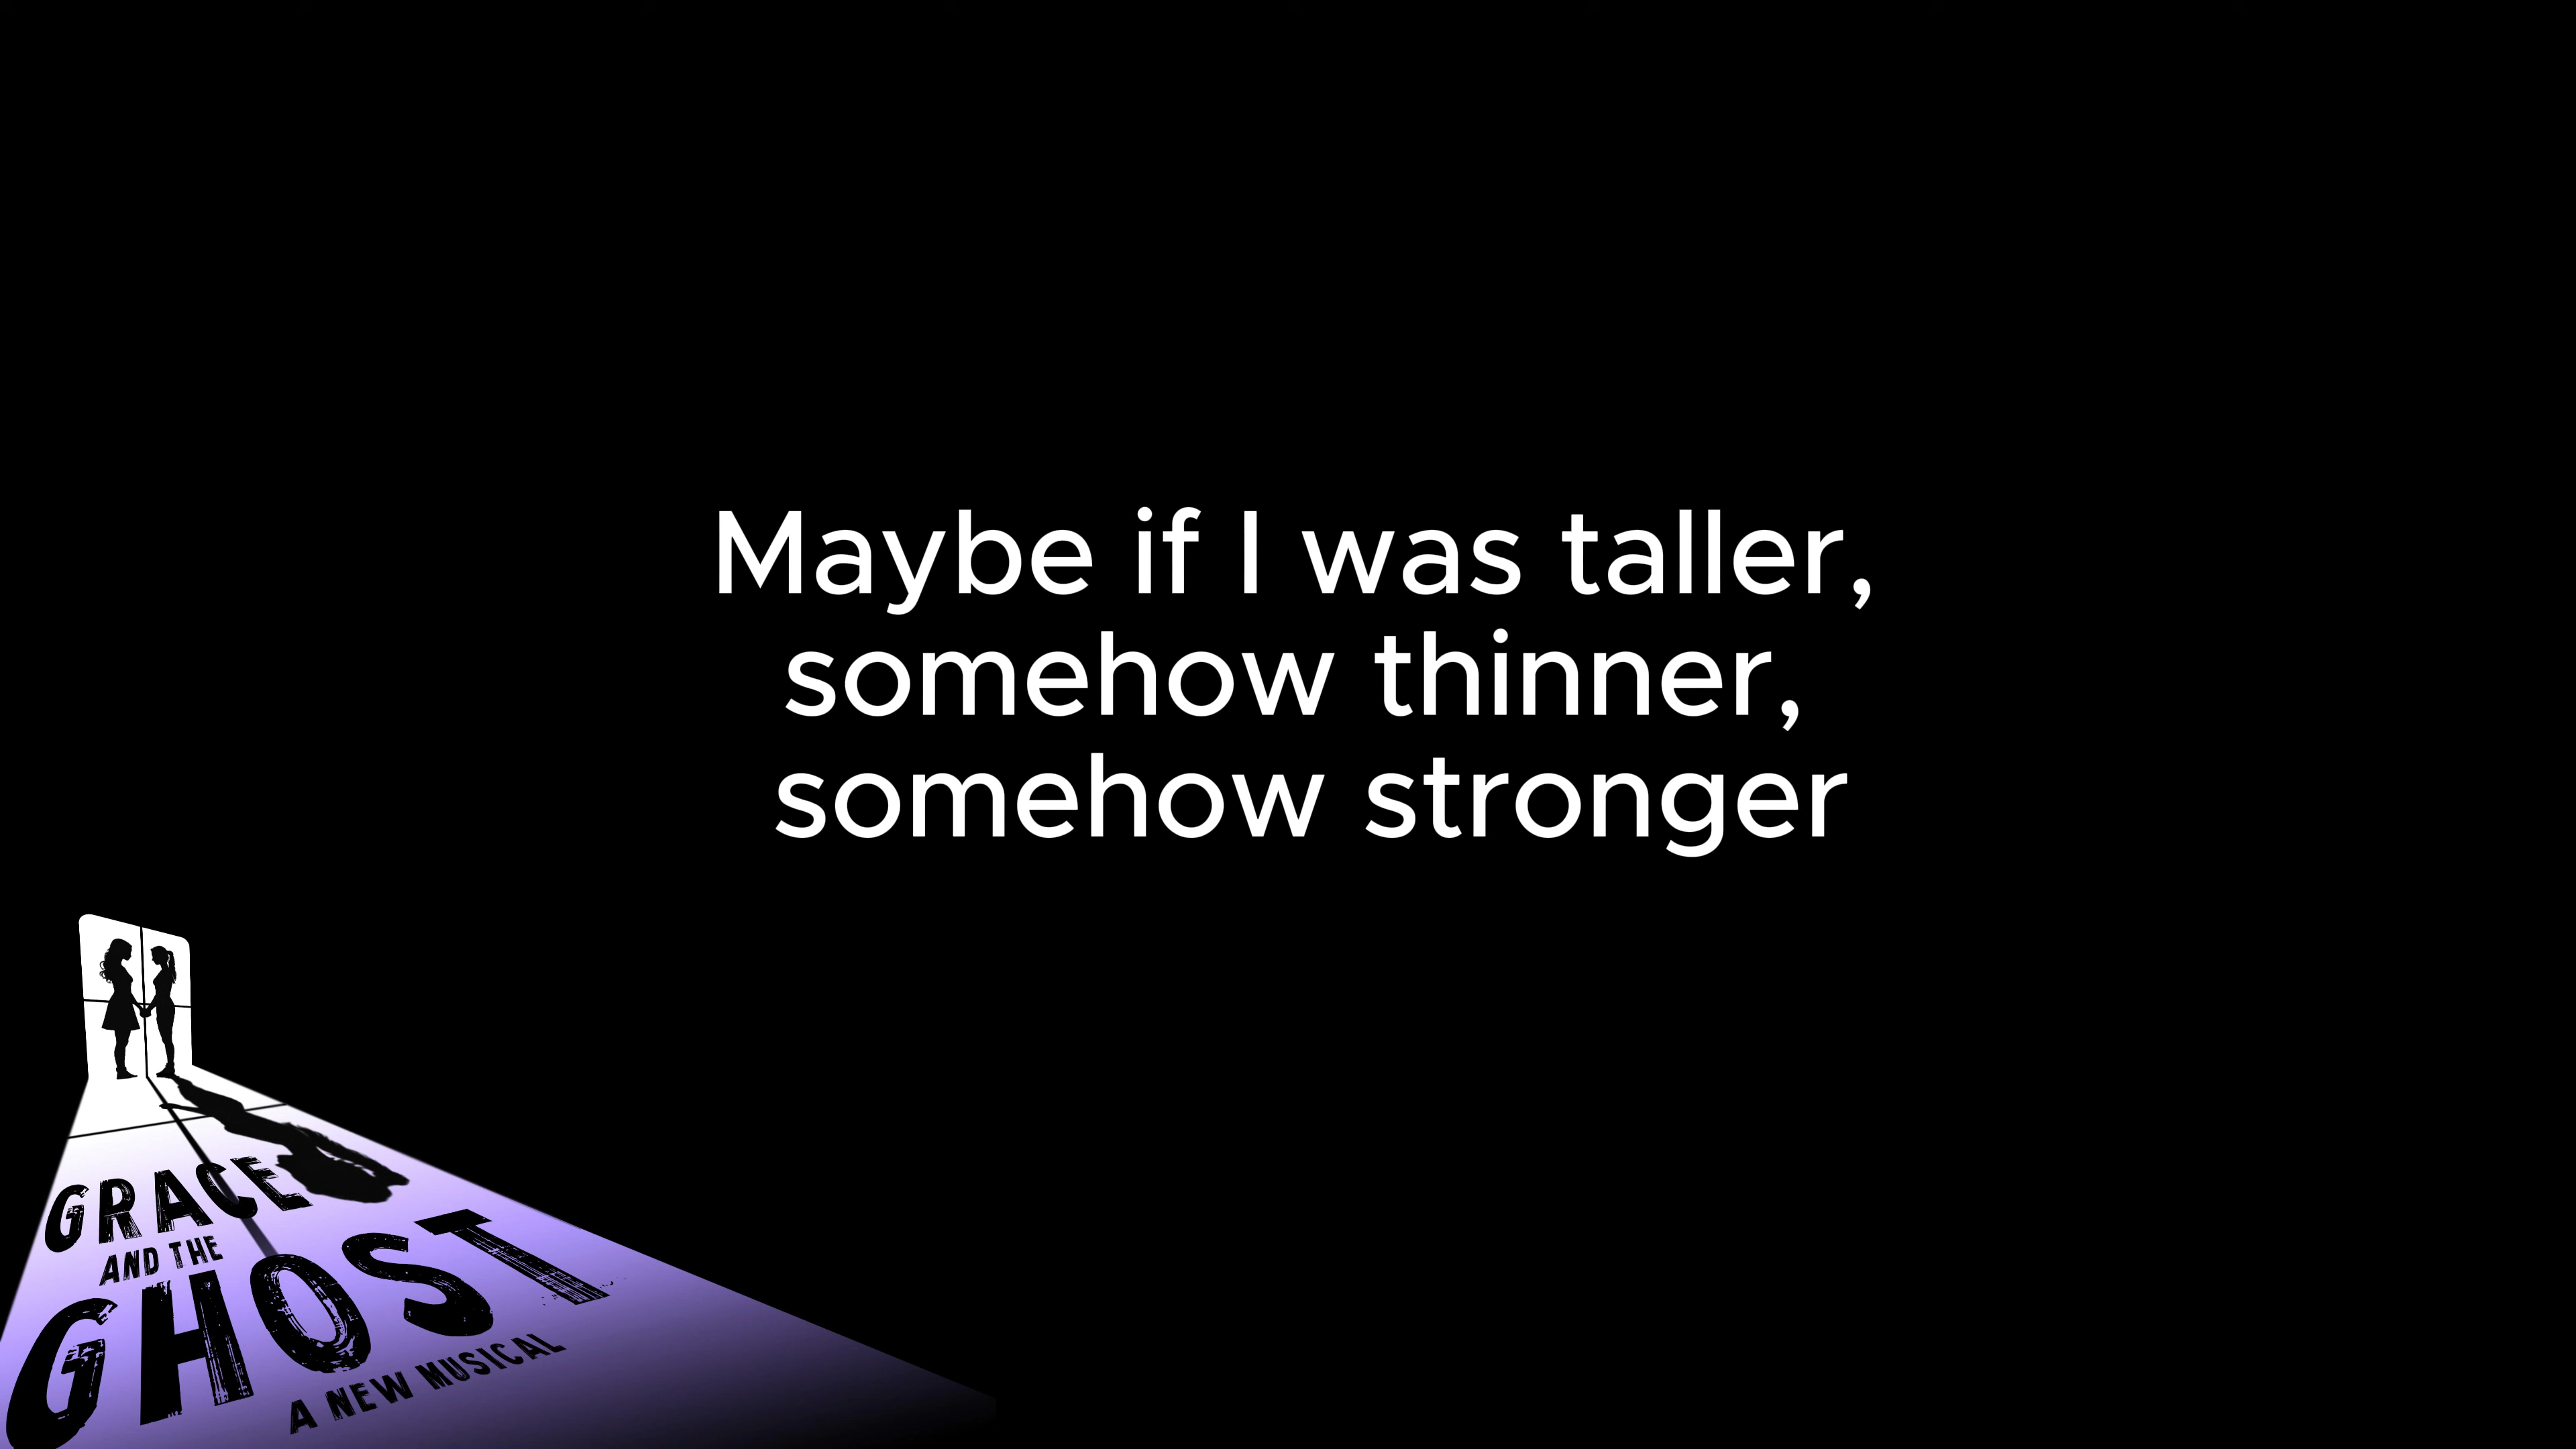 Maybe if I was taller,
somehow thinner,
somehow stronger
GRACE
AND THE
GHOST
A NEW MUSICAL